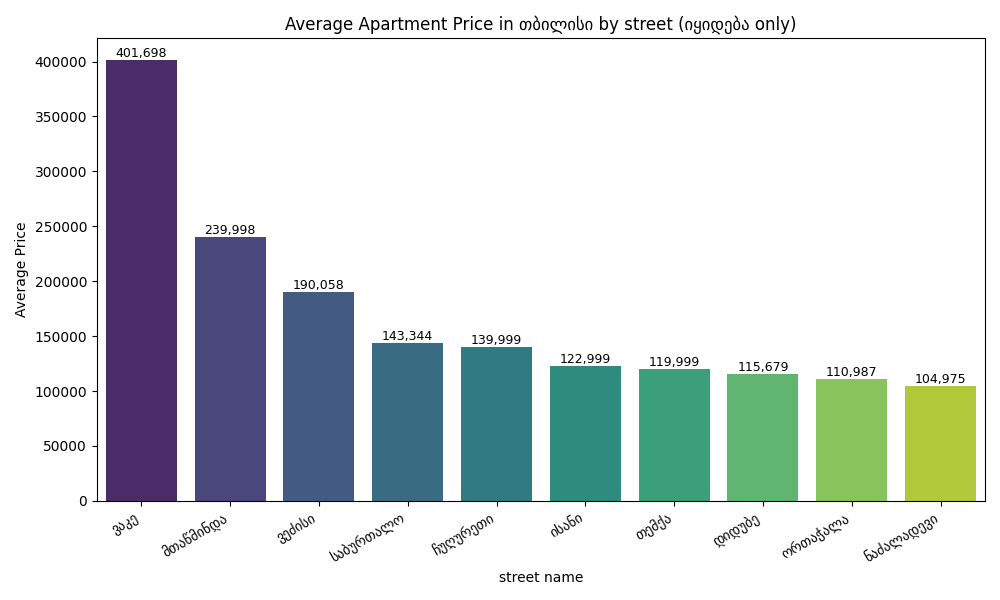 Average Apartment Price in თბილისი by street (იყიდება only)
Average Price
400000
350000
300000
250000
200000
150000
100000
50000
0
401,698
239,998
190,058
143,344
139,999
122,999
119,999
115,679
110,987
104,975
ვაკე
მთაწმინდა
ვეძისი
საბურთალო
ჩუღურეთი
ისანი
თემქა
დიდუბე
ორთაჭალა
ნაძალადევი
street name